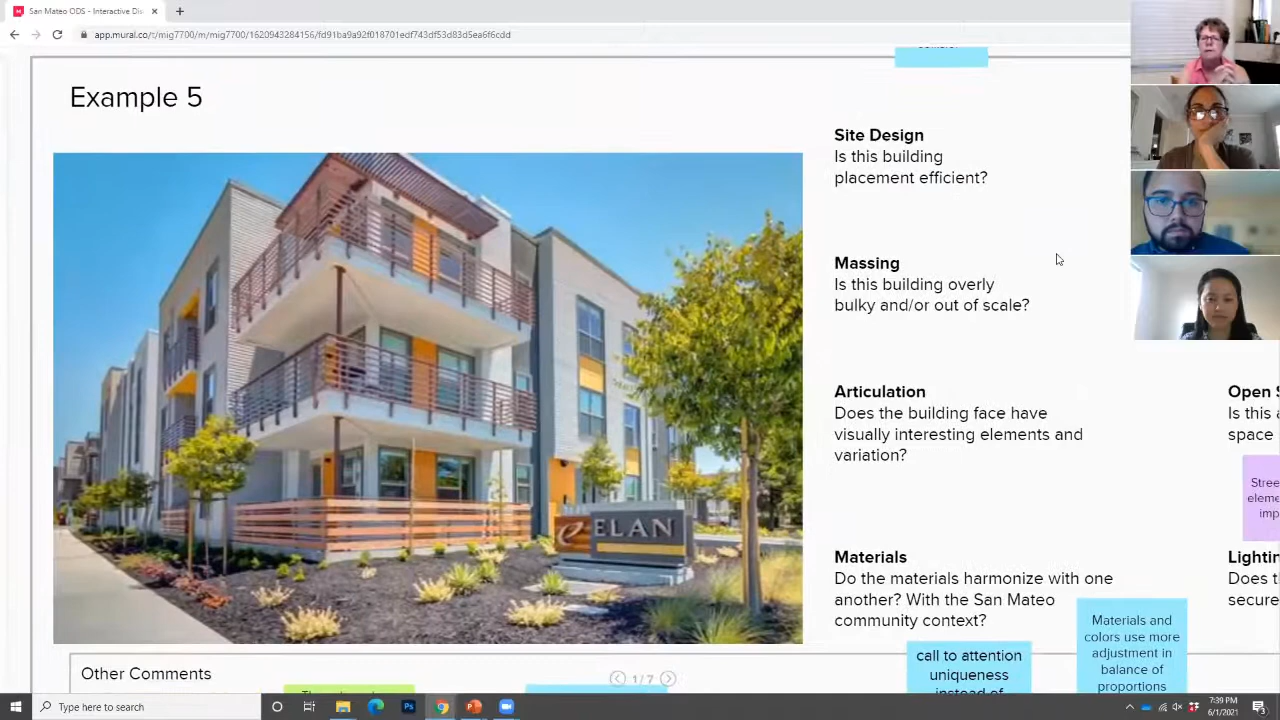 San Mateo ODS - Interactive Dis
app.mural.co/t/mig7700/m/mig7700/1620943284156/fd91ba9a92f018701edf743df53d83d5ea6f6cdd
Example 5
Site Design
Is this building
placement efficient?
Massing
Is this building overly
bulky and/or out of scale?
Articulation
Does the building face have
visually interesting elements and
variation?
Open S
Is this a
space
Stree
eleme
imp
ELAN
Materials
Do the materials harmonize with one
another? With the San Mateo
community context?
Lightin
Does t
secure
Materials and
colors use more
adjustment in
balance of
proportions
call to attention
uniqueness
instead of
Other Comments
1/7
Type here to search
7:39 PM
6/1/2021